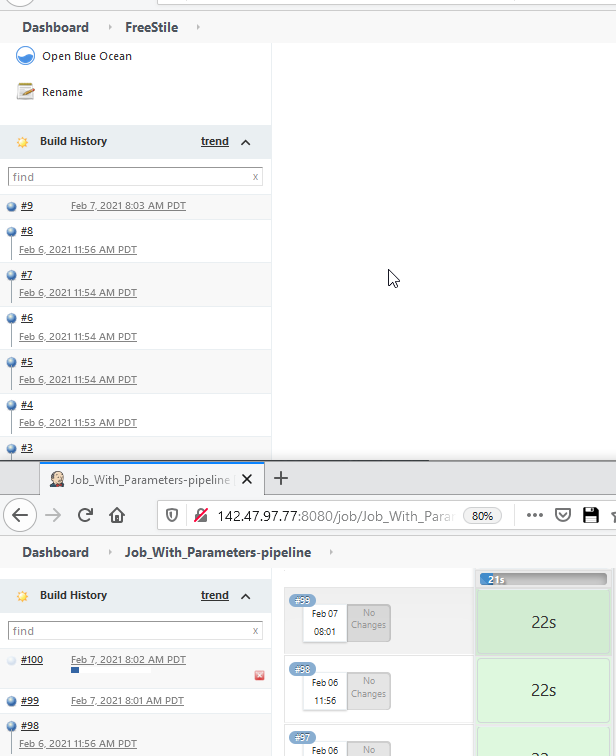 Dashboard FreeStile
Open Blue Ocean
Rename
Build History trend
find x
#9 Feb 7, 2021 8:03 AM PDT
#8
Feb 6, 2021 11:56 AM PDT
#7
Feb 6, 2021 11:54 AM PDT
#6
Feb 6, 2021 11:54 AM PDT
#5
Feb 6, 2021 11:54 AM PDT
#4
Feb 6, 2021 11:53 AM PDT
#3
Job_With_Parameters-pipeline
142.47.97.77:8080/job/Job_With_Para 80%
Dashboard Job_With_Parameters-pipeline
Build History trend
find x
#100 Feb 7, 2021 8:02 AM PDT
#99 Feb 7, 2021 8:01 AM PDT
#98
Feb 6, 2021 11:56 AM PDT
21s
#99
Feb 07
08:01
No
Changes
22s
#98
Feb 06
11:56
No
Changes
22s
#97
Feb 06
No